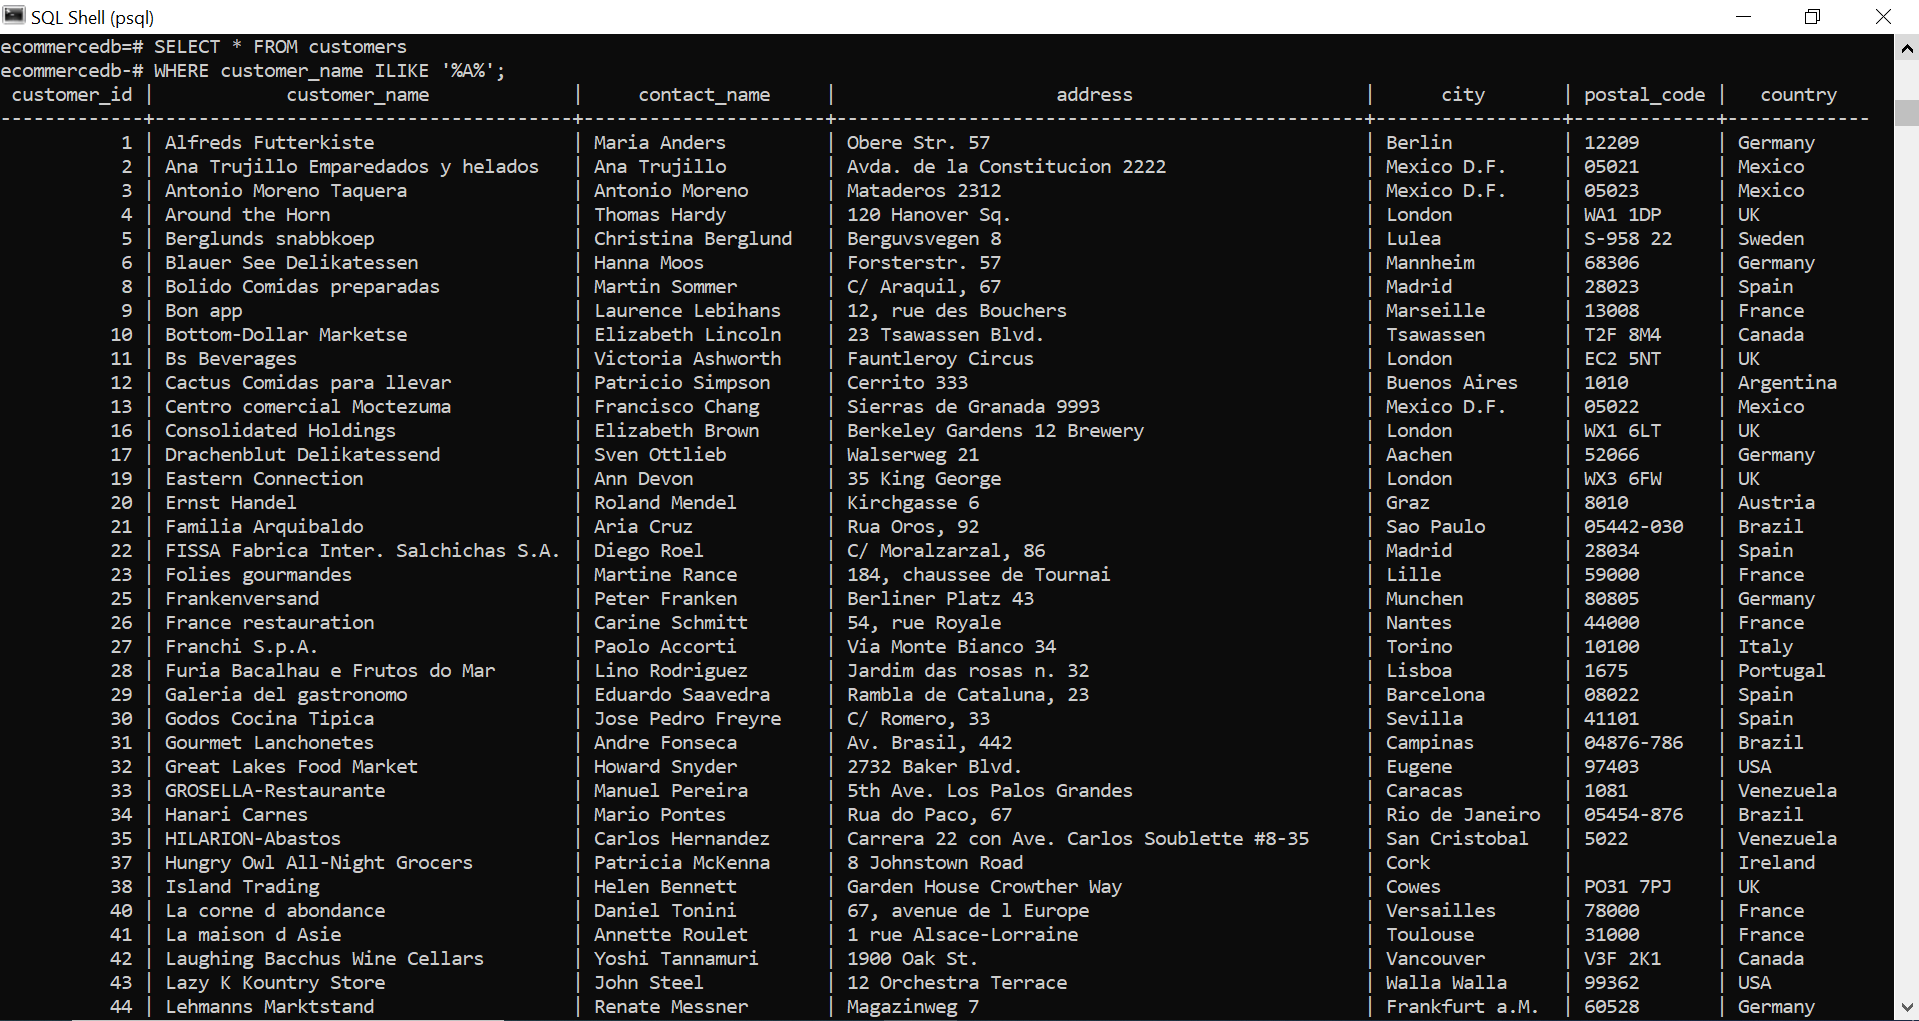 SQL Shell (psql)
ecommercedb=# SELECT * FROM customers
ecommercedb-# WHERE customer_name ILIKE '%A%';
 customer_id |            customer_name             |    contact_name      |                    address                     |      city       | postal_code |   country
-------------+--------------------------------------+----------------------+------------------------------------------------+-----------------+-------------+-------------
1 | Alfreds Futterkiste | Maria Anders | Obere Str. 57 | Berlin | 12209 | Germany
2 | Ana Trujillo Emparedados y helados | Ana Trujillo | Avda. de la Constitucion 2222 | Mexico D.F. | 05021 | Mexico
3 | Antonio Moreno Taquera | Antonio Moreno | Mataderos 2312 | Mexico D.F. | 05023 | Mexico
4 | Around the Horn | Thomas Hardy | 120 Hanover Sq. | London | WA1 1DP | UK
5 | Berglunds snabbkoep | Christina Berglund | Berguvsvegen 8 | Lulea | S-958 22 | Sweden
6 | Blauer See Delikatessen | Hanna Moos | Forsterstr. 57 | Mannheim | 68306 | Germany
8 | Bolido Comidas preparadas | Martin Sommer | C/ Araquil, 67 | Madrid | 28023 | Spain
9 | Bon app | Laurence Lebihans | 12, rue des Bouchers | Marseille | 13008 | France
10 | Bottom-Dollar Marketse | Elizabeth Lincoln | 23 Tsawassen Blvd. | Tsawassen | T2F 8M4 | Canada
11 | Bs Beverages | Victoria Ashworth | Fauntleroy Circus | London | EC2 5NT | UK
12 | Cactus Comidas para llevar | Patricio Simpson | Cerrito 333 | Buenos Aires | 1010 | Argentina
13 | Centro comercial Moctezuma | Francisco Chang | Sierras de Granada 9993 | Mexico D.F. | 05022 | Mexico
16 | Consolidated Holdings | Elizabeth Brown | Berkeley Gardens 12 Brewery | London | WX1 6LT | UK
17 | Drachenblut Delikatessend | Sven Ottlieb | Walserweg 21 | Aachen | 52066 | Germany
19 | Eastern Connection | Ann Devon | 35 King George | London | WX3 6FW | UK
20 | Ernst Handel | Roland Mendel | Kirchgasse 6 | Graz | 8010 | Austria
21 | Familia Arquibaldo | Aria Cruz | Rua Oros, 92 | Sao Paulo | 05442-030 | Brazil
22 | FISSA Fabrica Inter. Salchichas S.A. | Diego Roel | C/ Moralzarzal, 86 | Madrid | 28034 | Spain
23 | Folies gourmandes | Martine Rance | 184, chaussee de Tournai | Lille | 59000 | France
25 | Frankenversand | Peter Franken | Berliner Platz 43 | Munchen | 80805 | Germany
26 | France restauration | Carine Schmitt | 54, rue Royale | Nantes | 44000 | France
27 | Franchi S.p.A. | Paolo Accorti | Via Monte Bianco 34 | Torino | 10100 | Italy
28 | Furia Bacalhau e Frutos do Mar | Lino Rodriguez | Jardim das rosas n. 32 | Lisboa | 1675 | Portugal
29 | Galeria del gastronomo | Eduardo Saavedra | Rambla de Cataluna, 23 | Barcelona | 08022 | Spain
30 | Godos Cocina Tipica | Jose Pedro Freyre | C/ Romero, 33 | Sevilla | 41101 | Spain
31 | Gourmet Lanchonetes | Andre Fonseca | Av. Brasil, 442 | Campinas | 04876-786 | Brazil
32 | Great Lakes Food Market | Howard Snyder | 2732 Baker Blvd. | Eugene | 97403 | USA
33 | GROSELLA-Restaurante | Manuel Pereira | 5th Ave. Los Palos Grandes | Caracas | 1081 | Venezuela
34 | Hanari Carnes | Mario Pontes | Rua do Paco, 67 | Rio de Janeiro | 05454-876 | Brazil
35 | HILARION-Abastos | Carlos Hernandez | Carrera 22 con Ave. Carlos Soublette #8-35 | San Cristobal | 5022 | Venezuela
37 | Hungry Owl All-Night Grocers | Patricia McKenna | 8 Johnstown Road | Cork | | Ireland
38 | Island Trading | Helen Bennett | Garden House Crowther Way | Cowes | PO31 7PJ | UK
40 | La corne d abondance | Daniel Tonini | 67, avenue de l Europe | Versailles | 78000 | France
41 | La maison d Asie | Annette Roulet | 1 rue Alsace-Lorraine | Toulouse | 31000 | France
42 | Laughing Bacchus Wine Cellars | Yoshi Tannamuri | 1900 Oak St. | Vancouver | V3F 2K1 | Canada
43 | Lazy K Kountry Store | John Steel | 12 Orchestra Terrace | Walla Walla | 99362 | USA
44 | Lehmanns Marktstand | Renate Messner | Magazinweg 7 | Frankfurt a.M. | 60528 | Germany